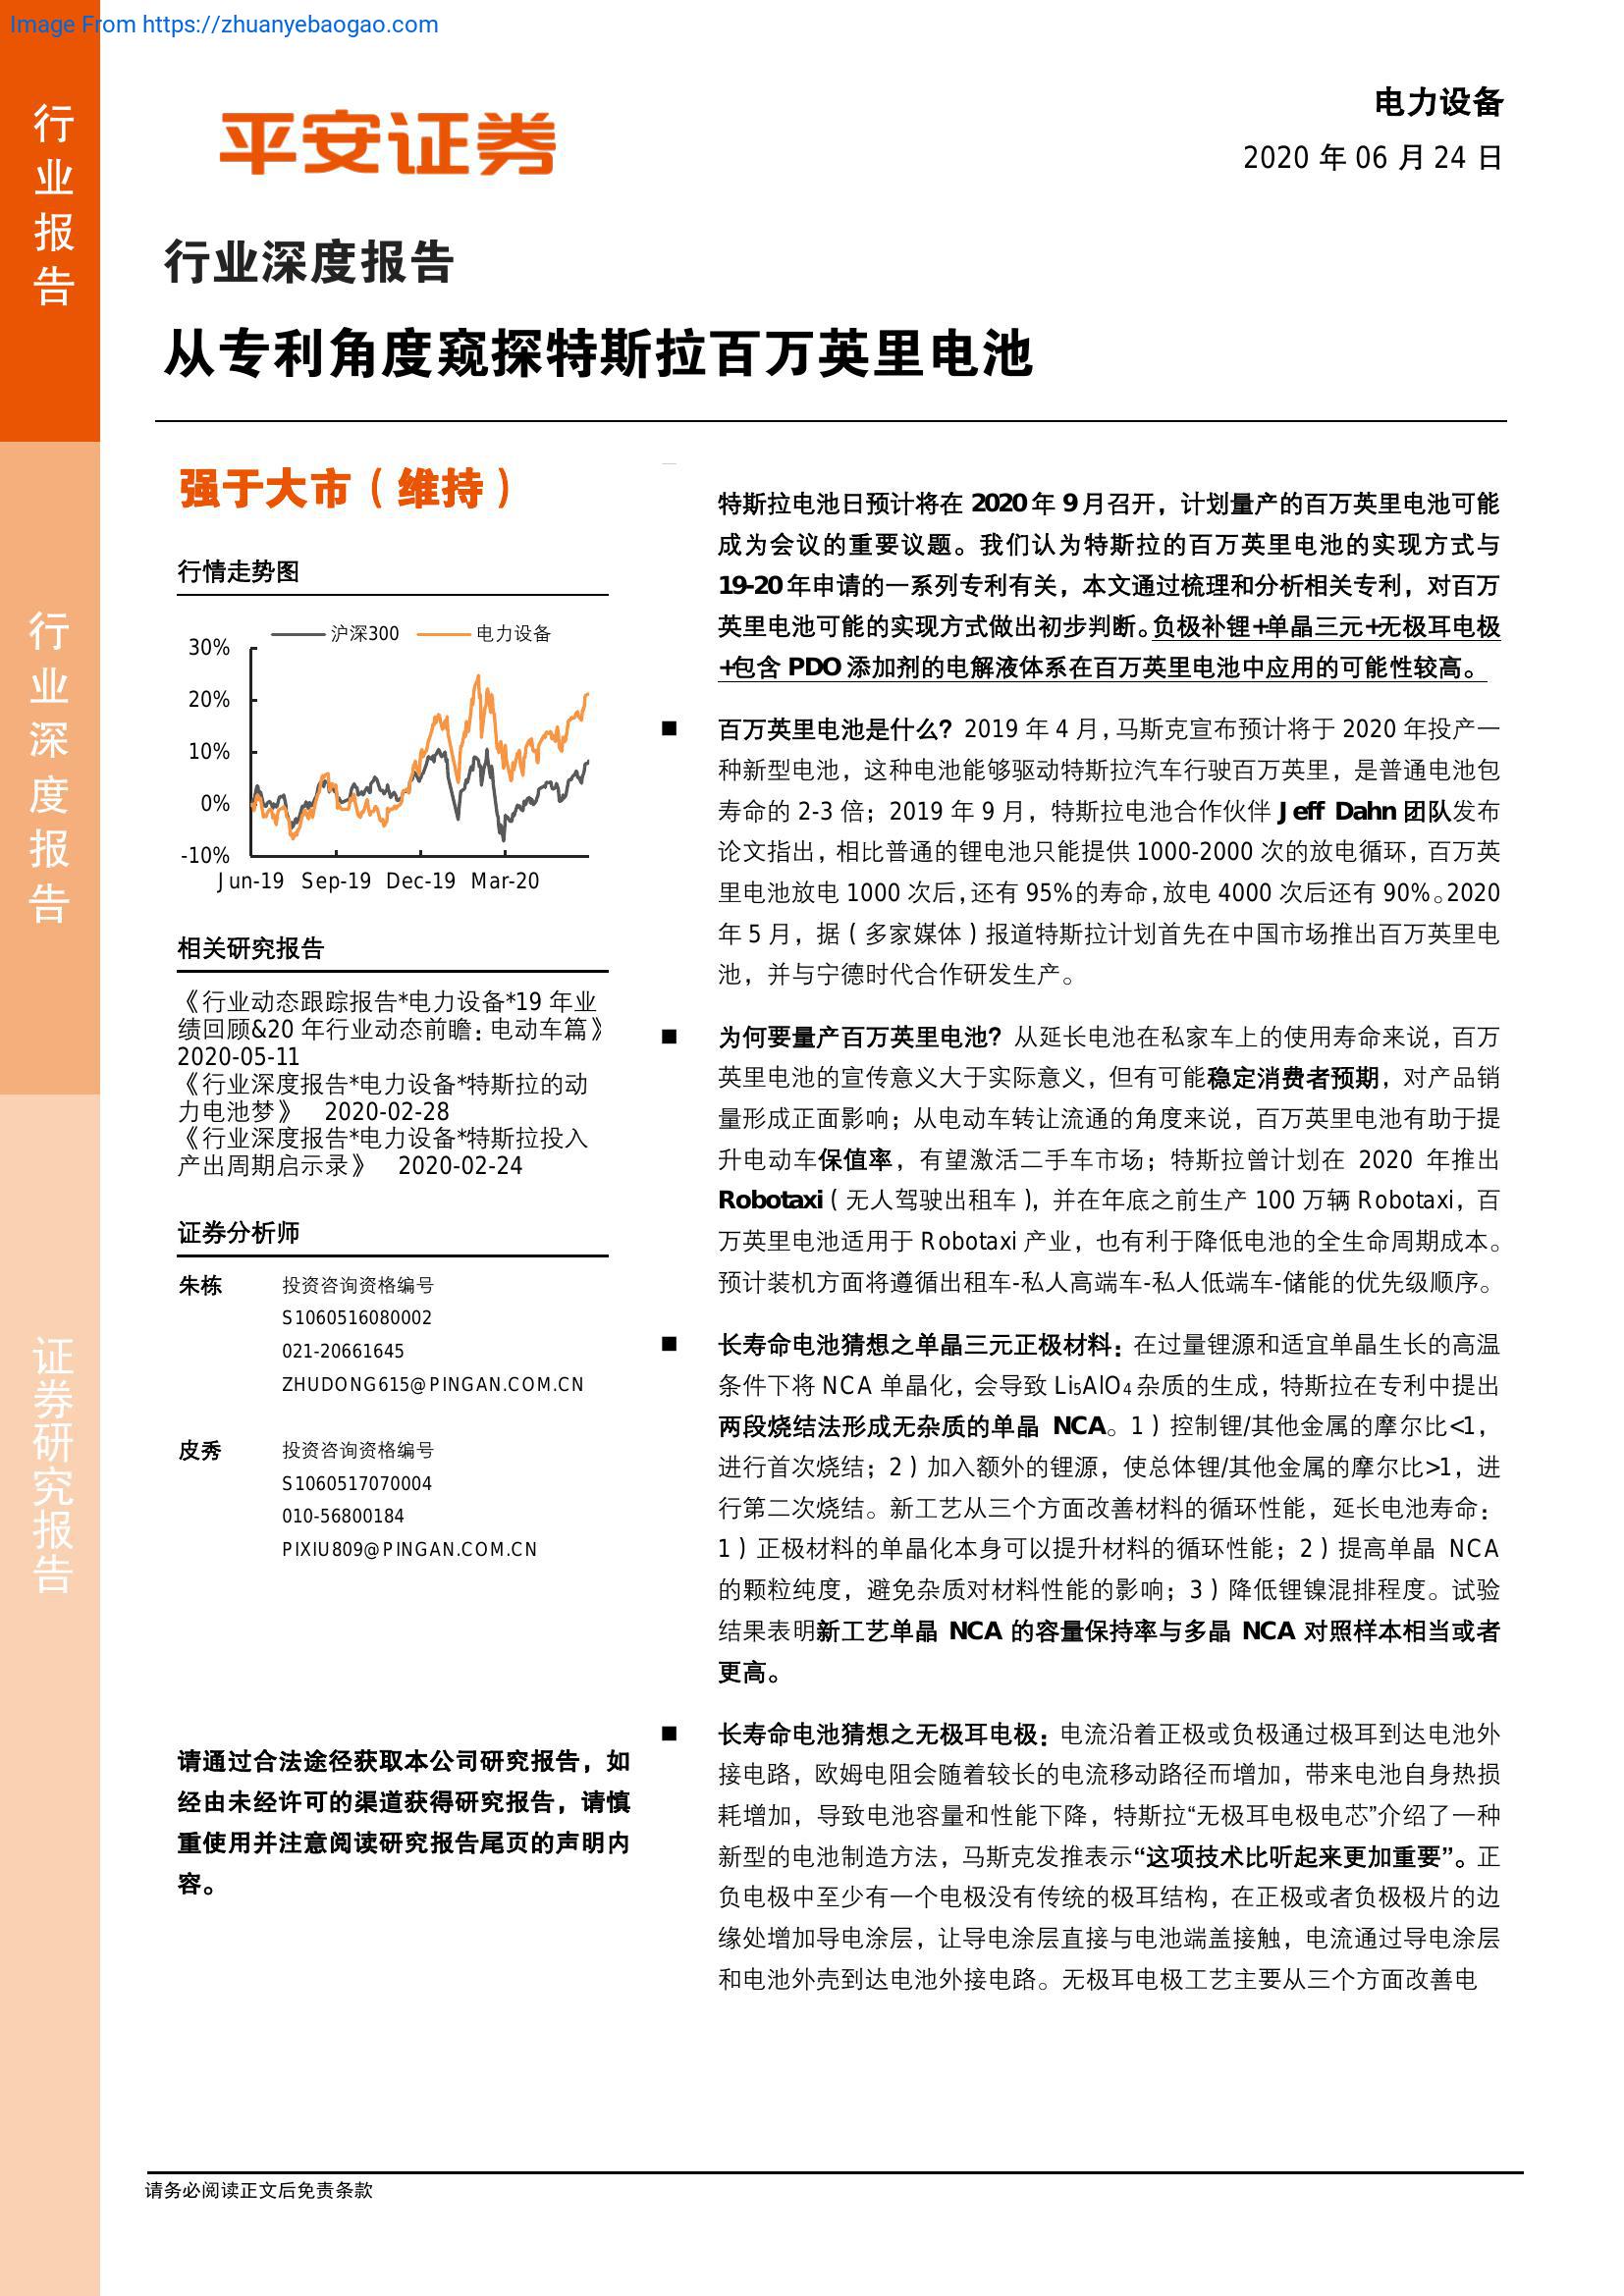 Image From https://zhuanyebaogao.com
行业报告
行业深度报告
证券研究报告
平安证券
电力设备
2020 年 06 月 24 日
行业深度报告
从专利角度窥探特斯拉百万英里电池
强于大市（维持）
行情走势图
沪深300 电力设备
30%
20%
10%
0%
-10%
Jun-19 Sep-19 Dec-19 Mar-20
相关研究报告
《行业动态跟踪报告*电力设备*19 年业
绩回顾&20 年行业动态前瞻：电动车篇》
2020-05-11
《行业深度报告*电力设备*特斯拉的动
力电池梦》 2020-02-28
《行业深度报告*电力设备*特斯拉投入
产出周期启示录》 2020-02-24
证券分析师
朱栋 投资咨询资格编号
S1060516080002
021-20661645
ZHUDONG615@PINGAN.COM.CN
皮秀 投资咨询资格编号
S1060517070004
010-56800184
PIXIU809@PINGAN.COM.CN
请通过合法途径获取本公司研究报告，如
经由未经许可的渠道获得研究报告，请慎
重使用并注意阅读研究报告尾页的声明内
容。
特斯拉电池日预计将在 2020 年 9 月召开，计划量产的百万英里电池可能
成为会议的重要议题。我们认为特斯拉的百万英里电池的实现方式与
19-20 年申请的一系列专利有关，本文通过梳理和分析相关专利，对百万
英里电池可能的实现方式做出初步判断。负极补锂+单晶三元+无极耳电极
+包含 PDO 添加剂的电解液体系在百万英里电池中应用的可能性较高。
■ 百万英里电池是什么？2019 年 4 月，马斯克宣布预计将于 2020 年投产一
种新型电池，这种电池能够驱动特斯拉汽车行驶百万英里，是普通电池包
寿命的 2-3 倍；2019 年 9 月，特斯拉电池合作伙伴 Jeff Dahn 团队发布
论文指出，相比普通的锂电池只能提供 1000-2000 次的放电循环，百万英
里电池放电 1000 次后，还有 95%的寿命，放电 4000 次后还有 90%。2020
年 5 月，据（多家媒体）报道特斯拉计划首先在中国市场推出百万英里电
池，并与宁德时代合作研发生产。
■ 为何要量产百万英里电池？从延长电池在私家车上的使用寿命来说，百万
英里电池的宣传意义大于实际意义，但有可能稳定消费者预期，对产品销
量形成正面影响；从电动车转让流通的角度来说，百万英里电池有助于提
升电动车保值率，有望激活二手车市场；特斯拉曾计划在 2020 年推出
Robotaxi（无人驾驶出租车），并在年底之前生产 100 万辆 Robotaxi，百
万英里电池适用于 Robotaxi 产业，也有利于降低电池的全生命周期成本。
预计装机方面将遵循出租车-私人高端车-私人低端车-储能的优先级顺序。
■ 长寿命电池猜想之单晶三元正极材料：在过量锂源和适宜单晶生长的高温
条件下将 NCA 单晶化，会导致 Li₅AlO₄ 杂质的生成，特斯拉在专利中提出
两段烧结法形成无杂质的单晶 NCA。1）控制锂/其他金属的摩尔比<1，
进行首次烧结；2）加入额外的锂源，使总体锂/其他金属的摩尔比>1，进
行第二次烧结。新工艺从三个方面改善材料的循环性能，延长电池寿命：
1）正极材料的单晶化本身可以提升材料的循环性能；2）提高单晶 NCA
的颗粒纯度，避免杂质对材料性能的影响；3）降低锂镍混排程度。试验
结果表明新工艺单晶 NCA 的容量保持率与多晶 NCA 对照样本相当或者
更高。
■ 长寿命电池猜想之无极耳电极：电流沿着正极或负极通过极耳到达电池外
接电路，欧姆电阻会随着较长的电流移动路径而增加，带来电池自身热损
耗增加，导致电池容量和性能下降，特斯拉“无极耳电极电芯”介绍了一种
新型的电池制造方法，马斯克发推表示“这项技术比听起来更加重要”。正
负电极中至少有一个电极没有传统的极耳结构，在正极或者负极极片的边
缘处增加导电涂层，让导电涂层直接与电池端盖接触，电流通过导电涂层
和电池外壳到达电池外接电路。无极耳电极工艺主要从三个方面改善电
请务必阅读正文后免责条款